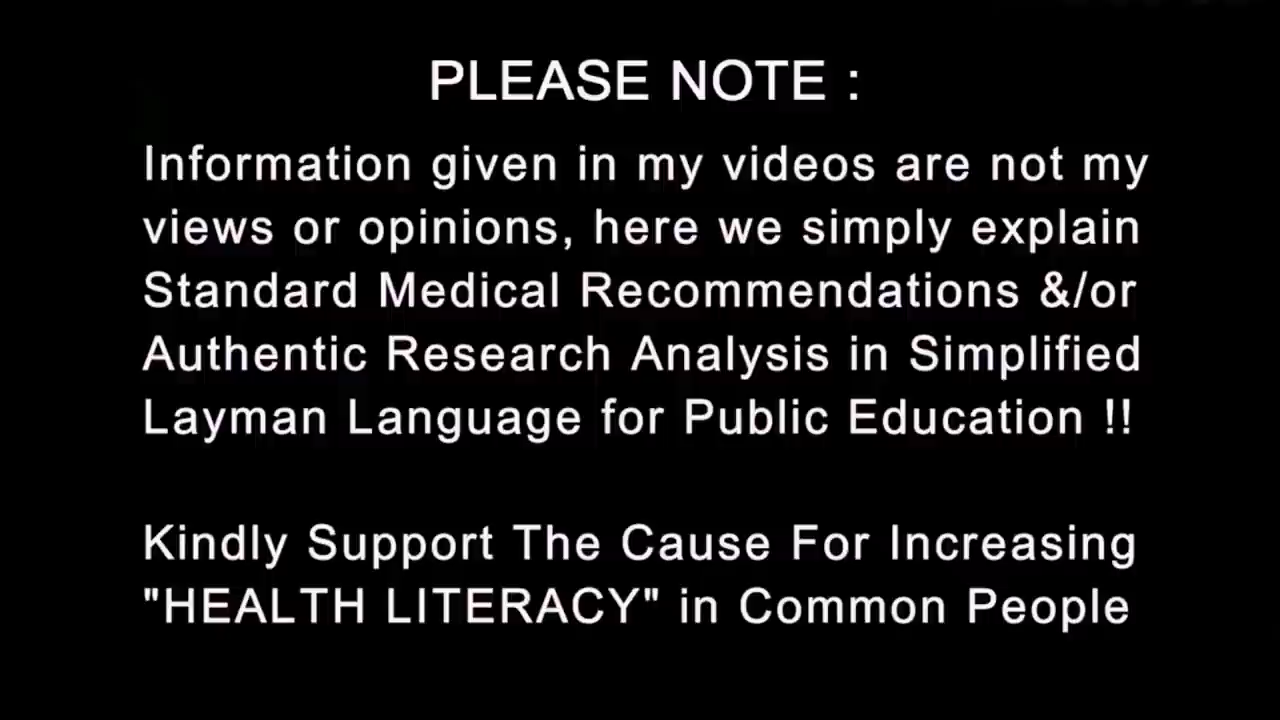 PLEASE NOTE :
Information given in my videos are not my
views or opinions, here we simply explain
Standard Medical Recommendations &/or
Authentic Research Analysis in Simplified
Layman Language for Public Education !!
Kindly Support The Cause For Increasing
"HEALTH LITERACY" in Common People